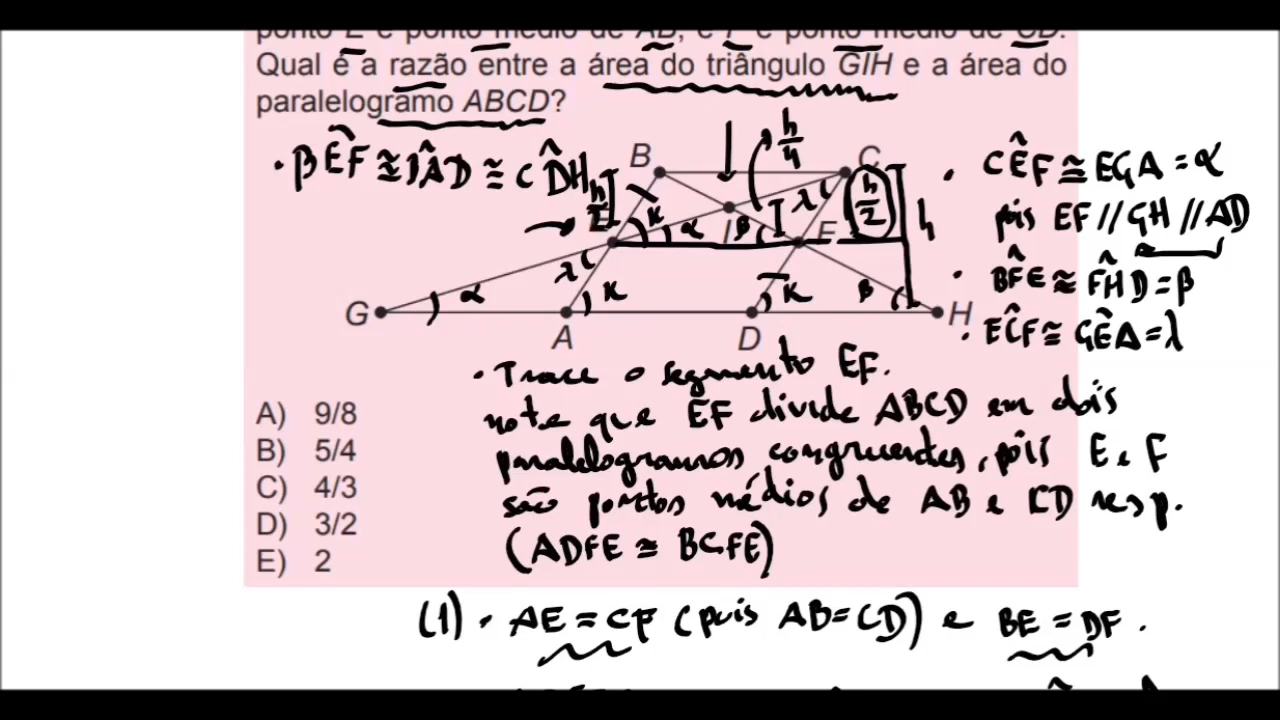 ponto E é ponto médio de AB, e F é ponto médio de CD.
Qual é a razão entre a área do triângulo GIH e a área do
paralelogramo ABCD?
B C
E I F
G A D H
h/4
h/2
h
h/2
α β λ K
λ K K
α β
· BÊF ≅ BÂD ≅ CD̂H
· CÊF ≅ EĜA = α
pois EF // GH // AD
· BF̂E ≅ FĤD = β
· EĈF ≅ GÊA = λ
· Trace o segmento EF.
note que EF divide ABCD em dois
paralelogramos congruentes, pois E e F
são pontos médios de AB e CD resp.
(ADFE ≅ BCFE)
A) 9/8
B) 5/4
C) 4/3
D) 3/2
E) 2
(1) · AE = CF (pois AB = CD) e BE = DF.